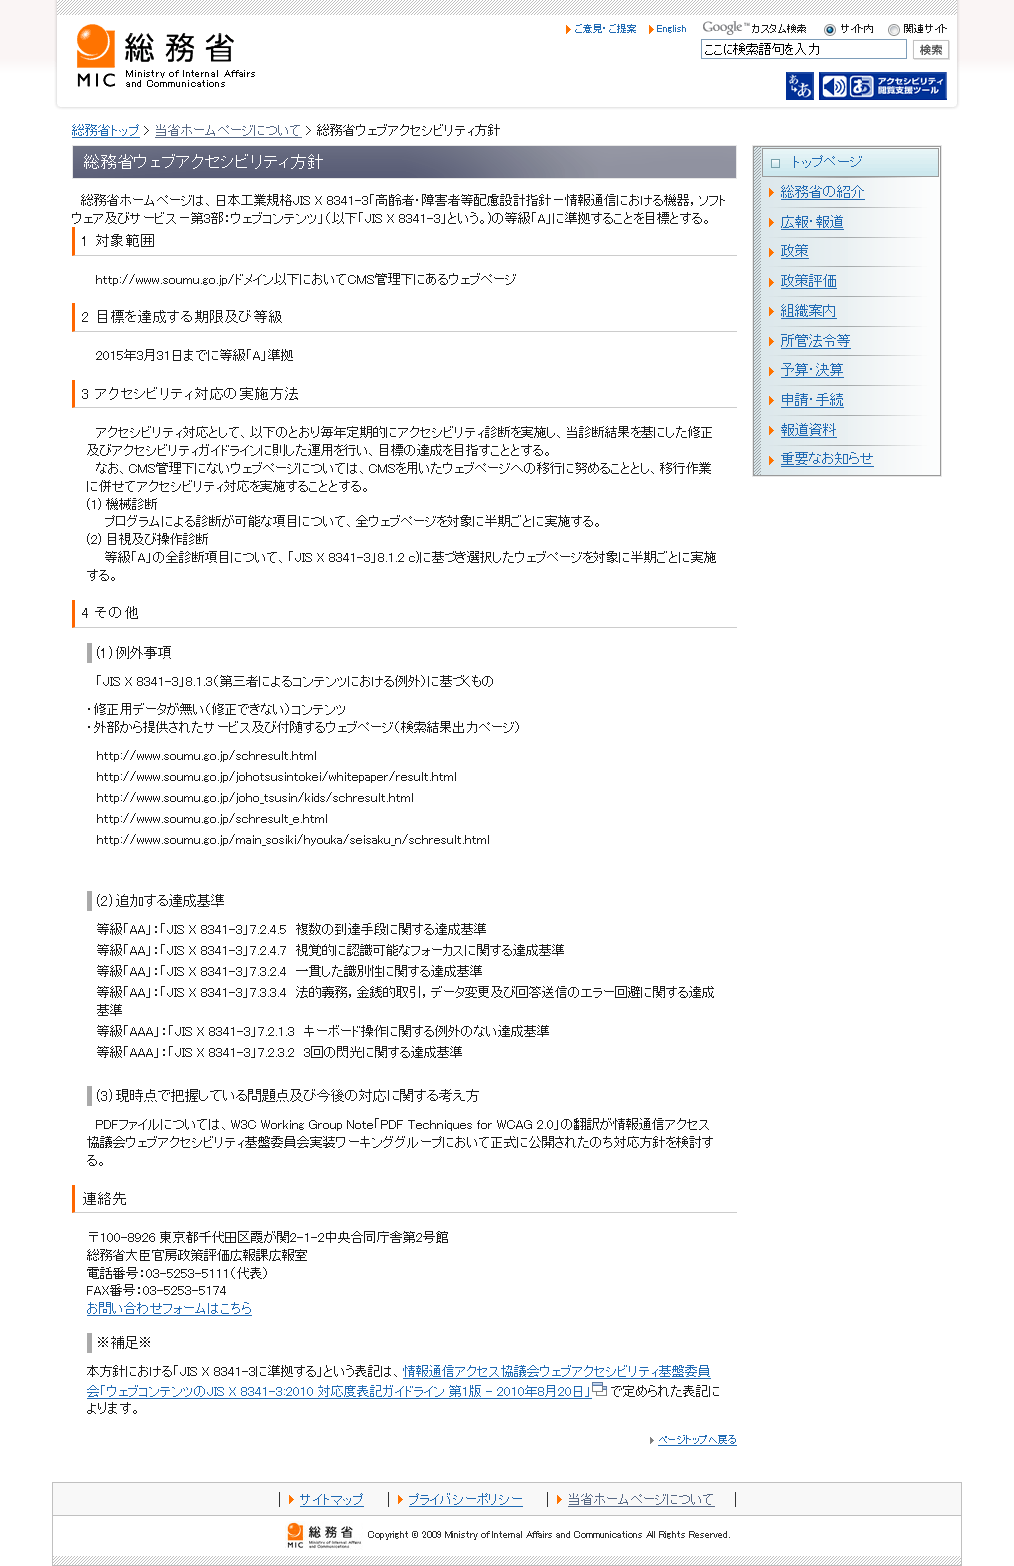 総務省
MIC Ministry of Internal Affairs
and Communications
ご意見・ご提案
English
Google™ カスタム検索
サイト内
関連サイト
ここに検索語句を入力
検索
あ
あ
あ
アクセシビリティ
閲覧支援ツール
総務省トップ > 当省ホームページについて > 総務省ウェブアクセシビリティ方針
総務省ウェブアクセシビリティ方針
総務省ホームページは、日本工業規格JIS X 8341-3「高齢者・障害者等配慮設計指針－情報通信における機器，ソフト
ウェア及びサービス－第3部：ウェブコンテンツ」（以下「JIS X 8341-3」という。）の等級「A」に準拠することを目標とする。
1 対象範囲
http://www.soumu.go.jp/ドメイン以下においてCMS管理下にあるウェブページ
2 目標を達成する期限及び等級
2015年3月31日までに等級「A」準拠
3 アクセシビリティ対応の実施方法
アクセシビリティ対応として、以下のとおり毎年定期的にアクセシビリティ診断を実施し、当診断結果を基にした修正
及びアクセシビリティガイドラインに則した運用を行い、目標の達成を目指すこととする。
なお、CMS管理下にないウェブページについては、CMSを用いたウェブページへの移行に努めることとし、移行作業
に併せてアクセシビリティ対応を実施することとする。
(1) 機械診断
プログラムによる診断が可能な項目について、全ウェブページを対象に半期ごとに実施する。
(2) 目視及び操作診断
等級「A」の全診断項目について、「JIS X 8341-3」8.1.2 c)に基づき選択したウェブページを対象に半期ごとに実施
する。
4 その他
(1) 例外事項
「JIS X 8341-3」8.1.3（第三者によるコンテンツにおける例外）に基づくもの
・修正用データが無い（修正できない）コンテンツ
・外部から提供されたサービス及び付随するウェブページ（検索結果出力ページ）
http://www.soumu.go.jp/schresult.html
http://www.soumu.go.jp/johotsusintokei/whitepaper/result.html
http://www.soumu.go.jp/joho_tsusin/kids/schresult.html
http://www.soumu.go.jp/schresult_e.html
http://www.soumu.go.jp/main_sosiki/hyouka/seisaku_n/schresult.html
(2) 追加する達成基準
等級「AA」：「JIS X 8341-3」7.2.4.5 複数の到達手段に関する達成基準
等級「AA」：「JIS X 8341-3」7.2.4.7 視覚的に認識可能なフォーカスに関する達成基準
等級「AA」：「JIS X 8341-3」7.3.2.4 一貫した識別性に関する達成基準
等級「AA」：「JIS X 8341-3」7.3.3.4 法的義務，金銭的取引，データ変更及び回答送信のエラー回避に関する達成
基準
等級「AAA」：「JIS X 8341-3」7.2.1.3 キーボード操作に関する例外のない達成基準
等級「AAA」：「JIS X 8341-3」7.2.3.2 3回の閃光に関する達成基準
(3) 現時点で把握している問題点及び今後の対応に関する考え方
PDFファイルについては、W3C Working Group Note「PDF Techniques for WCAG 2.0」の翻訳が情報通信アクセス
協議会ウェブアクセシビリティ基盤委員会実装ワーキンググループにおいて正式に公開されたのち対応方針を検討す
る。
連絡先
〒100-8926 東京都千代田区霞が関2-1-2中央合同庁舎第2号館
総務省大臣官房政策評価広報課広報室
電話番号：03-5253-5111（代表）
FAX番号：03-5253-5174
お問い合わせフォームはこちら
※補足※
本方針における「JIS X 8341-3に準拠する」という表記は、情報通信アクセス協議会ウェブアクセシビリティ基盤委員
会「ウェブコンテンツのJIS X 8341-3:2010 対応度表記ガイドライン 第1版 - 2010年8月20日」で定められた表記に
よります。
ページトップへ戻る
トップページ
総務省の紹介
広報・報道
政策
政策評価
組織案内
所管法令等
予算・決算
申請・手続
報道資料
重要なお知らせ
サイトマップ
プライバシーポリシー
当省ホームページについて
MIC 総務省 Ministry of Internal Affairs and Communications
Copyright © 2009 Ministry of Internal Affairs and Communications All Rights Reserved.